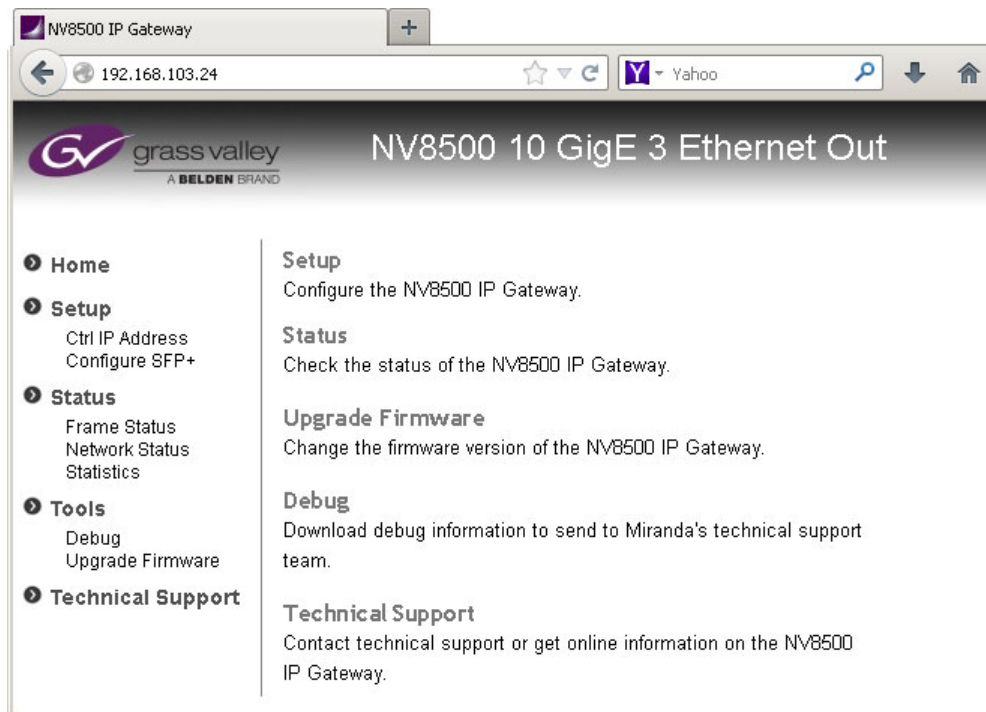 NV8500 IP Gateway
+
192.168.103.24
Y Yahoo
GV grass valley
A BELDEN BRAND
NV8500 10 GigE 3 Ethernet Out
Home
Setup
Ctrl IP Address
Configure SFP+
Status
Frame Status
Network Status
Statistics
Tools
Debug
Upgrade Firmware
Technical Support
Setup
Configure the NV8500 IP Gateway.
Status
Check the status of the NV8500 IP Gateway.
Upgrade Firmware
Change the firmware version of the NV8500 IP Gateway.
Debug
Download debug information to send to Miranda's technical support
team.
Technical Support
Contact technical support or get online information on the NV8500
IP Gateway.